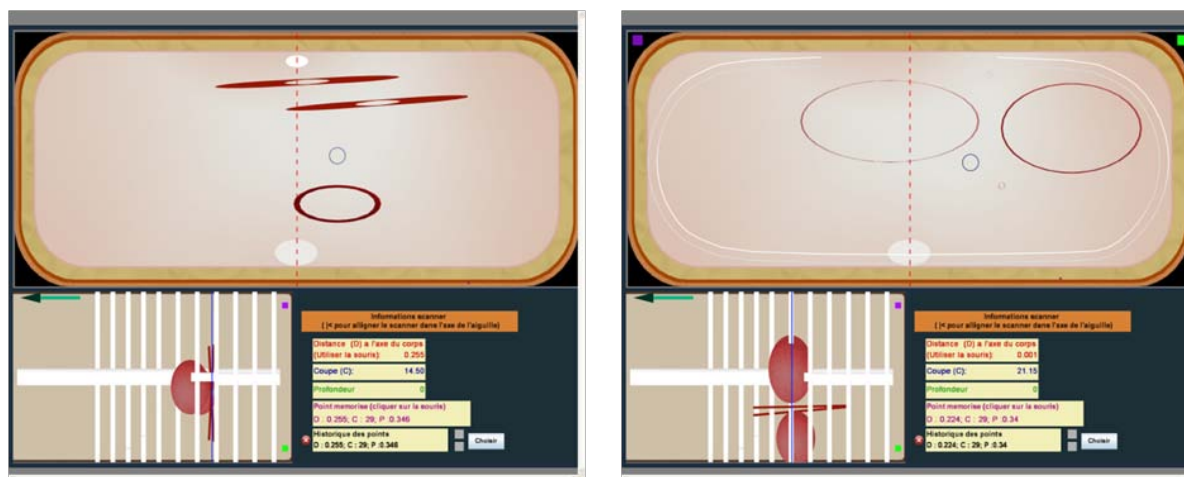 Informations scanner
( |< pour alligner le scanner dans l'axe de l'aiguille)
Distance (D) a l'axe du corps
(Utiliser la souris): 0.255
Coupe (C): 14.50
Profondeur 0
Point memorise (cliquer sur la souris)
D : 0.255; C : 29; P :0.346
Historique des points
D : 0.255; C : 29; P :0.346
Choisir
Informations scanner
( |< pour alligner le scanner dans l'axe de l'aiguille)
Distance (D) a l'axe du corps
(Utiliser la souris): 0.001
Coupe (C): 21.15
Profondeur 0
Point memorise (cliquer sur la souris)
D : 0.224; C : 29; P :0.34
Historique des points
D : 0.224; C : 29; P :0.34
Choisir